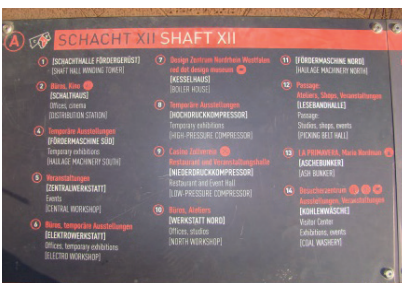 A
SCHACHT XII SHAFT XII
1 [SCHACHTHALLE FÖRDERGERÜST]
[SHAFT HALL WINDING TOWER]
2 Büros, Kino
[SCHALTHAUS]
Offices, cinema
[DISTRIBUTION STATION]
4 Temporäre Ausstellungen
[FÖRDERMASCHINE SÜD]
Temporary exhibitions
[HAULAGE MACHINERY SOUTH]
5 Veranstaltungen
[ZENTRALWERKSTATT]
Events
[CENTRAL WORKSHOP]
6 Büros, temporäre Ausstellungen
[ELEKTROWERKSTATT]
Offices, temporary exhibitions
[ELECTRO WORKSHOP]
7 Design Zentrum Nordrhein Westfalen
red dot design museum
[KESSELHAUS]
[BOILER HOUSE]
8 Temporäre Ausstellungen
[HOCHDRUCKKOMPRESSOR]
Temporary exhibitions
[HIGH-PRESSURE COMPRESSOR]
9 Casino Zollverein
Restaurant und Veranstaltungshalle
[NIEDERDRUCKKOMPRESSOR]
Restaurant and Event Hall
[LOW-PRESSURE COMPRESSOR]
10 Büros, Ateliers
[WERKSTATT NORD]
Offices, studios
[NORTH WORKSHOP]
11 [FÖRDERMASCHINE NORD]
[HAULAGE MACHINERY NORTH]
12 Passage
Ateliers, Shops, Veranstaltungen
[LESEBANDHALLE]
Passage
Studios, shops, events
[PICKING BELT HALL]
13 LA PRIMAVERA, Maria Nordman
[ASCHEBUNKER]
[ASH BUNKER]
14 Besucherzentrum
Ausstellungen, Veranstaltungen
[KOHLENWÄSCHE]
Visitor Center
Exhibitions, events
[COAL WASHERY]